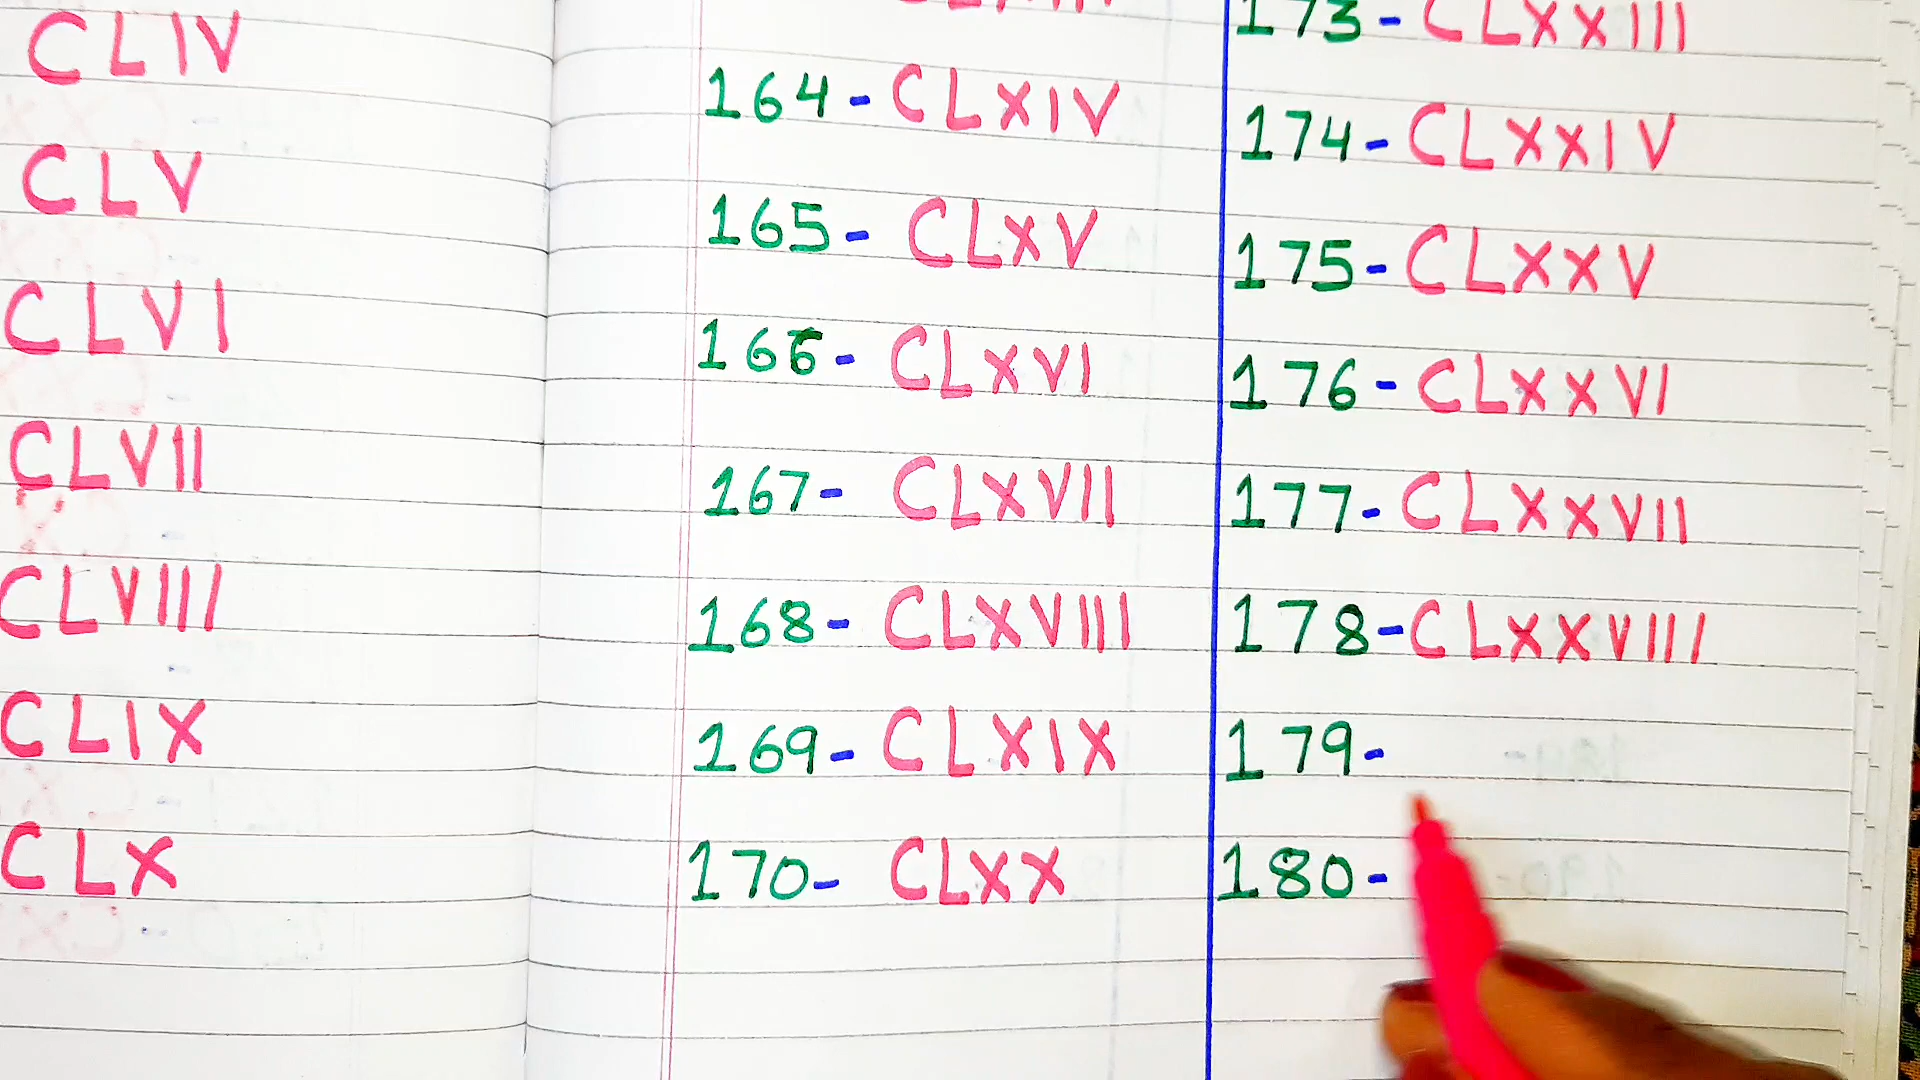 CLIV
CLV
CLVI
CLVII
CLVIII
CLIX
CLX
164 - CLXIV
165 - CLXV
166 - CLXVI
167 - CLXVII
168 - CLXVIII
169 - CLXIX
170 - CLXX
173 - CLXXIII
174 - CLXXIV
175 - CLXXV
176 - CLXXVI
177 - CLXXVII
178 - CLXXVIII
179 -
180 -